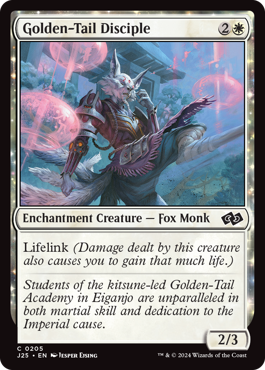 Golden-Tail Disciple 2
Enchantment Creature — Fox Monk
Lifelink (Damage dealt by this creature
also causes you to gain that much life.)
Students of the kitsune-led Golden-Tail
Academy in Eiganjo are unparalleled in
both martial skill and dedication to the
Imperial cause.
2/3
C 0205
J25 • EN JESPER EISING
™ & © 2024 Wizards of the Coast